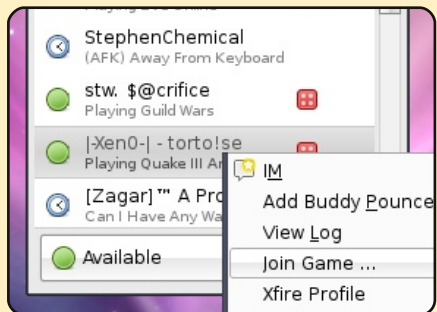 StephenChemical
(AFK) Away From Keyboard
stw. $@crifice
Playing Guild Wars
|-Xen0-| - torto!se
Playing Quake III Ar
[Zagar]™ A Pro
Can I Have Any Wa
Available
IM
Add Buddy Pounce
View Log
Join Game ...
Xfire Profile